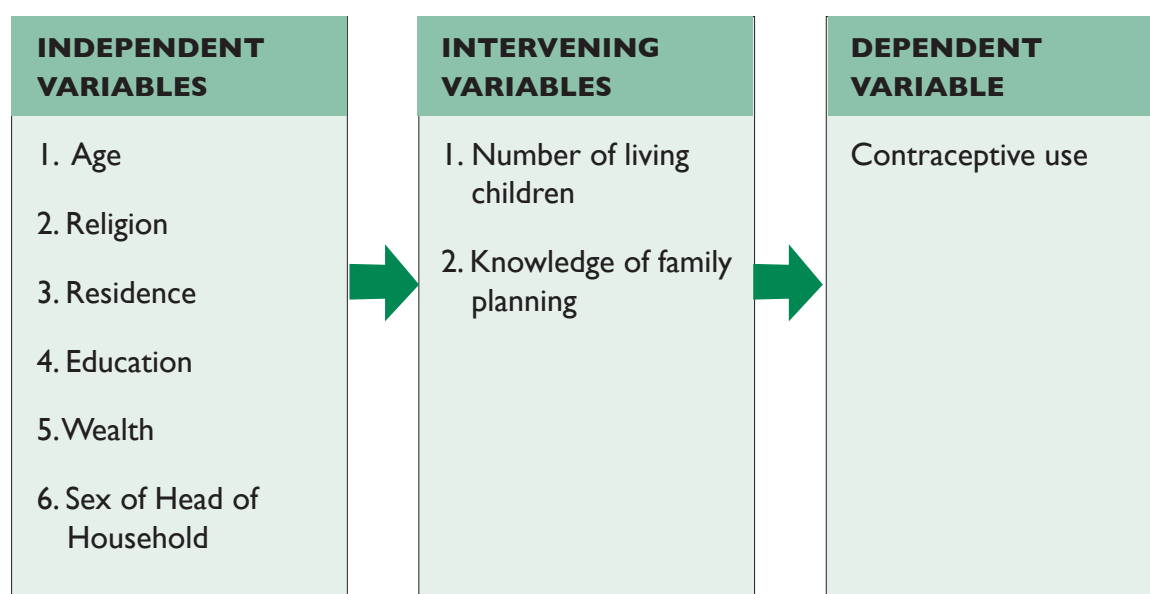 INDEPENDENT
VARIABLES
1. Age
2. Religion
3. Residence
4. Education
5. Wealth
6. Sex of Head of
Household
INTERVENING
VARIABLES
1. Number of living
children
2. Knowledge of family
planning
DEPENDENT
VARIABLE
Contraceptive use